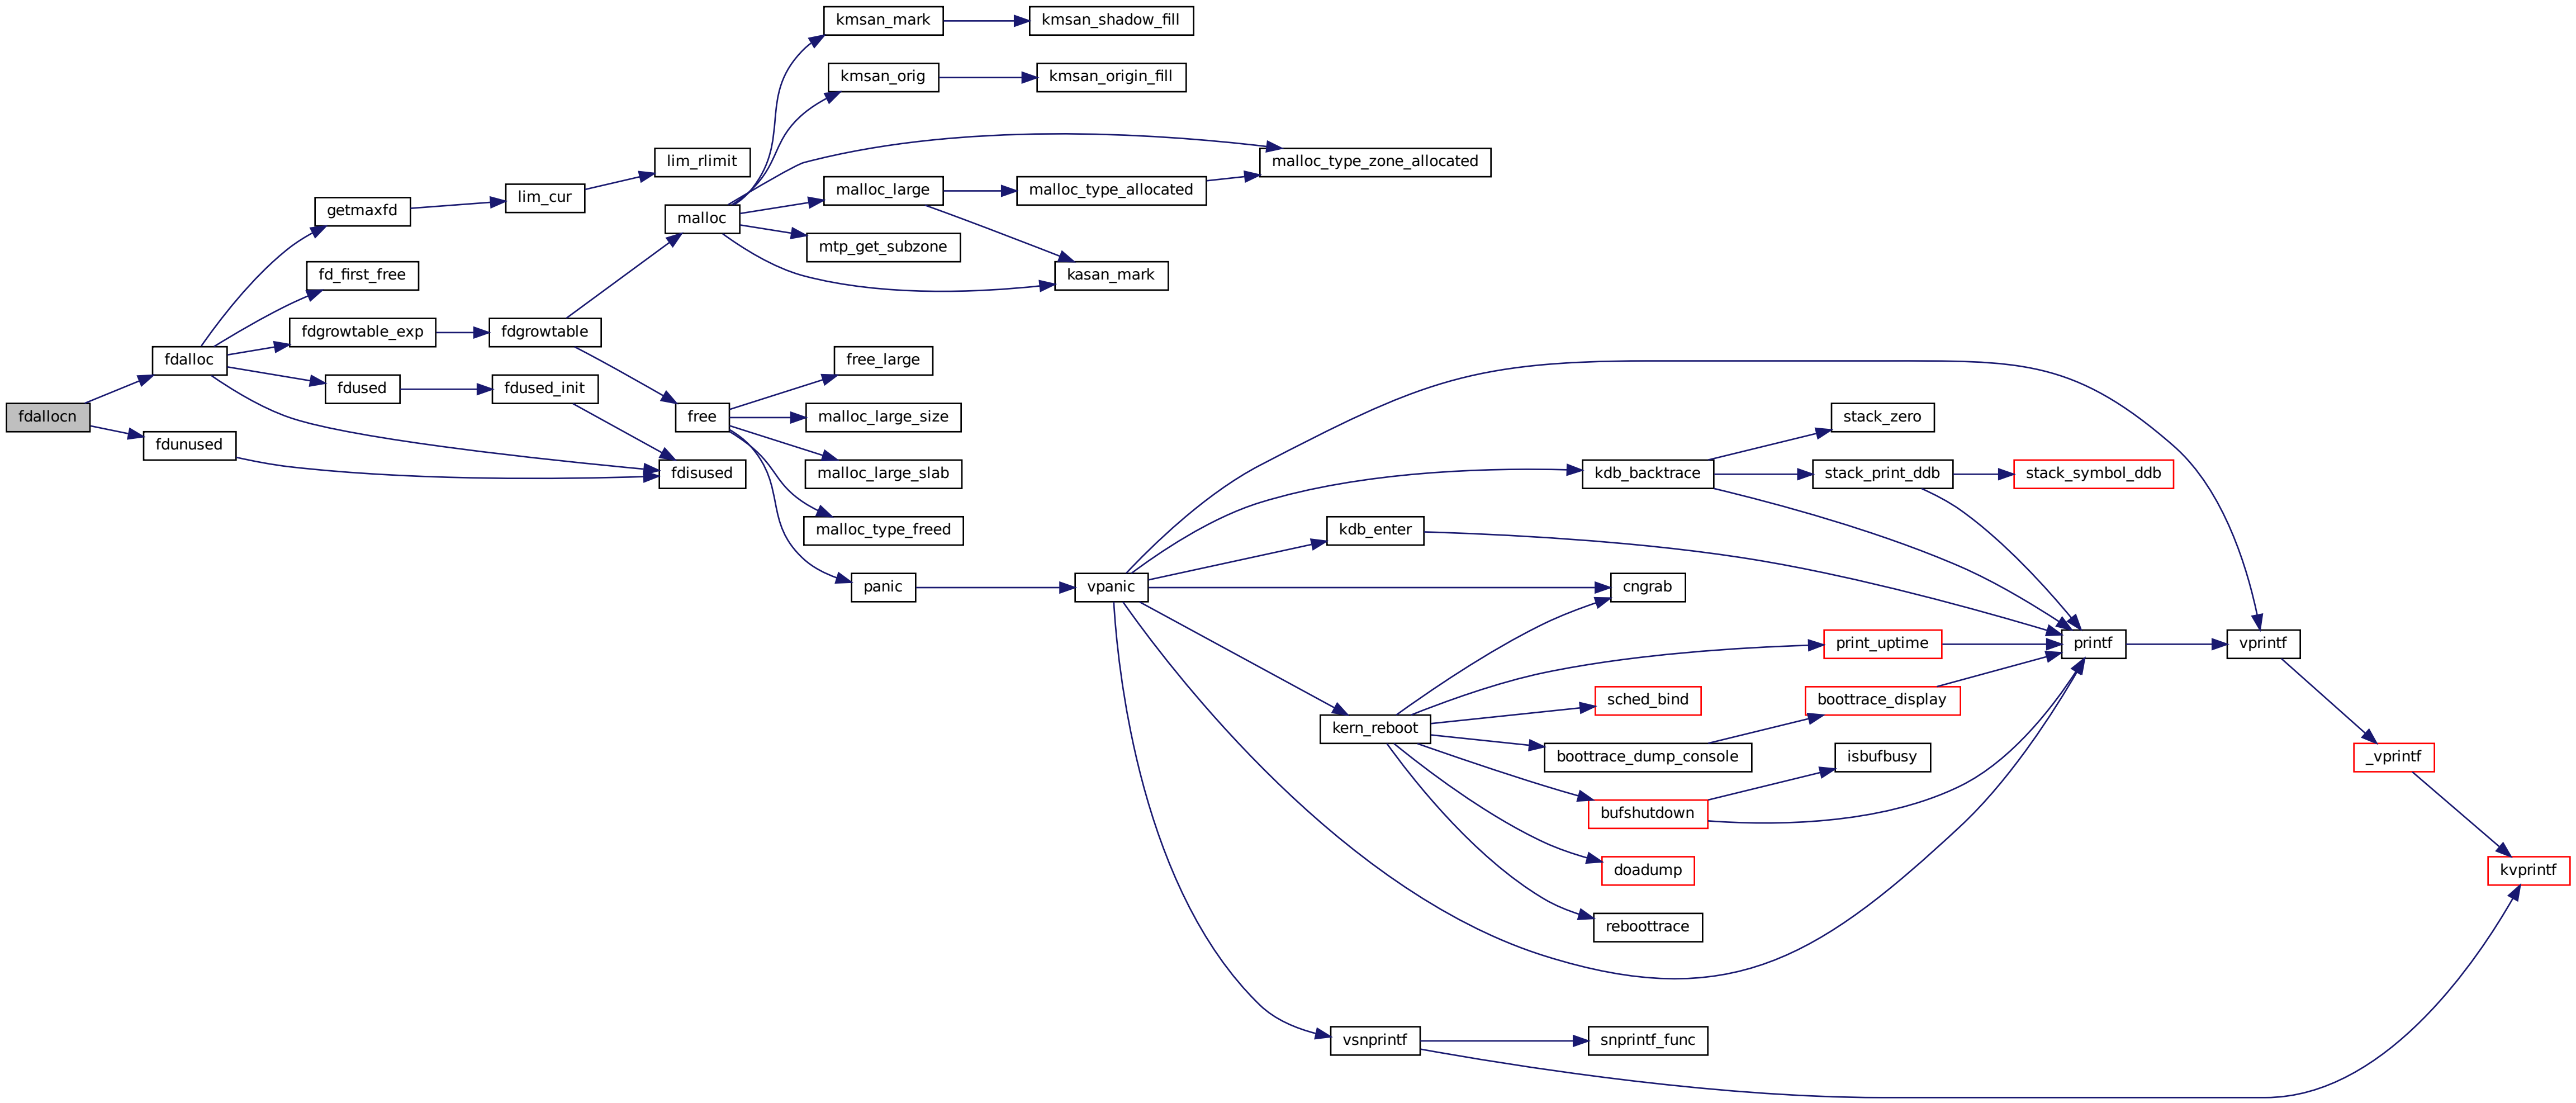 kmsan_mark
kmsan_shadow_fill
kmsan_orig
kmsan_origin_fill
lim_rlimit
malloc_type_zone_allocated
getmaxfd
lim_cur
malloc
malloc_large
malloc_type_allocated
mtp_get_subzone
fd_first_free
kasan_mark
fdgrowtable_exp
fdgrowtable
fdalloc
free_large
fdused
fdused_init
fdallocn
free
malloc_large_size
stack_zero
fdunused
fdisused
malloc_large_slab
kdb_backtrace
stack_print_ddb
stack_symbol_ddb
malloc_type_freed
kdb_enter
panic
vpanic
cngrab
print_uptime
printf
vprintf
sched_bind
boottrace_display
kern_reboot
boottrace_dump_console
isbufbusy
_vprintf
bufshutdown
doadump
kvprintf
reboottrace
vsnprintf
snprintf_func